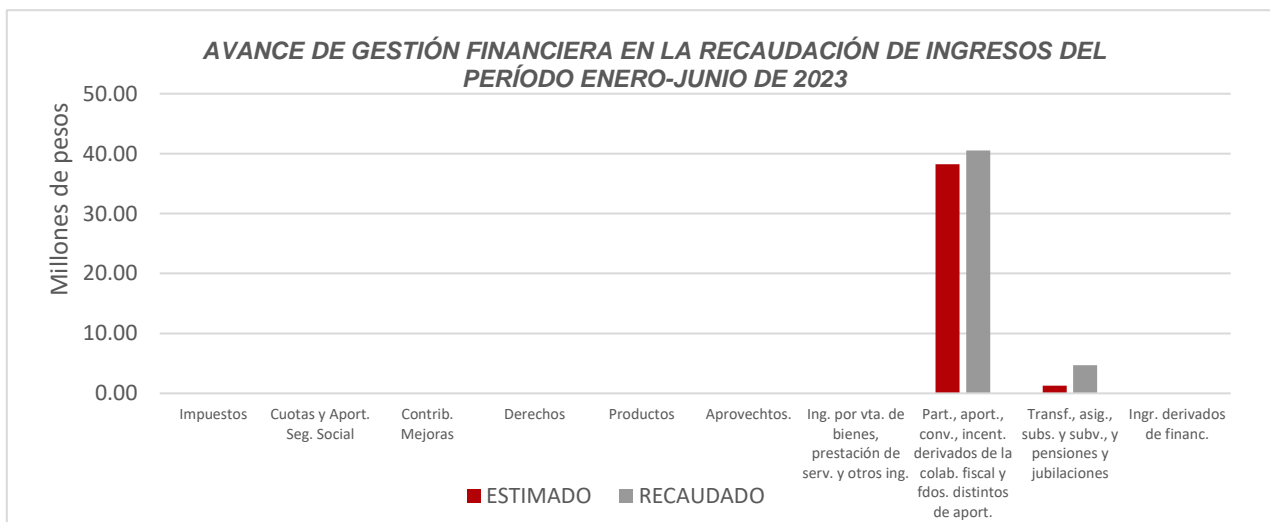 AVANCE DE GESTIÓN FINANCIERA EN LA RECAUDACIÓN DE INGRESOS DEL
PERÍODO ENERO-JUNIO DE 2023
Millones de pesos
50.00
40.00
30.00
20.00
10.00
0.00
Impuestos
Cuotas y Aport.
Seg. Social
Contrib.
Mejoras
Derechos
Productos
Aprovechtos.
Ing. por vta. de
bienes,
prestación de
serv. y otros ing.
Part., aport.,
conv., incent.
derivados de la
colab. fiscal y
fdos. distintos
de aport.
Transf., asig.,
subs. y subv., y
pensiones y
jubilaciones
Ingr. derivados
de financ.
ESTIMADO
RECAUDADO